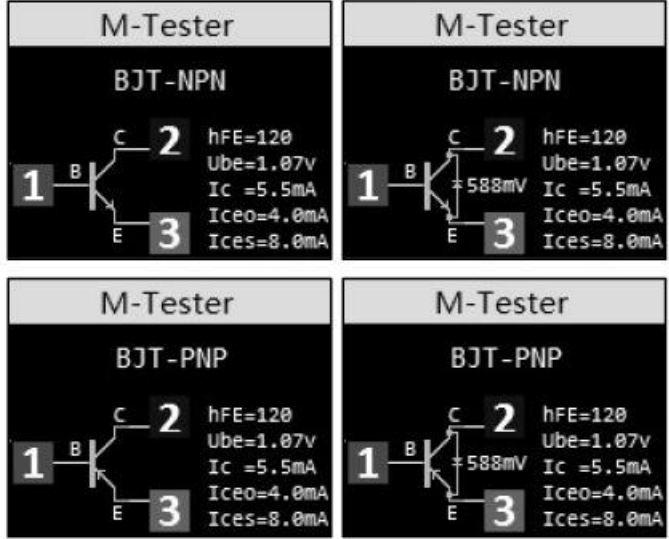 M-Tester
BJT-NPN
C 2 hFE=120
Ube=1.07v
1 B Ic =5.5mA
Iceo=4.0mA
E 3 Ices=8.0mA
M-Tester
BJT-NPN
C 2 hFE=120
Ube=1.07v
1 B 588mV Ic =5.5mA
Iceo=4.0mA
E 3 Ices=8.0mA
M-Tester
BJT-PNP
C 2 hFE=120
Ube=1.07v
1 B Ic =5.5mA
Iceo=4.0mA
E 3 Ices=8.0mA
M-Tester
BJT-PNP
C 2 hFE=120
Ube=1.07v
1 B 588mV Ic =5.5mA
Iceo=4.0mA
E 3 Ices=8.0mA